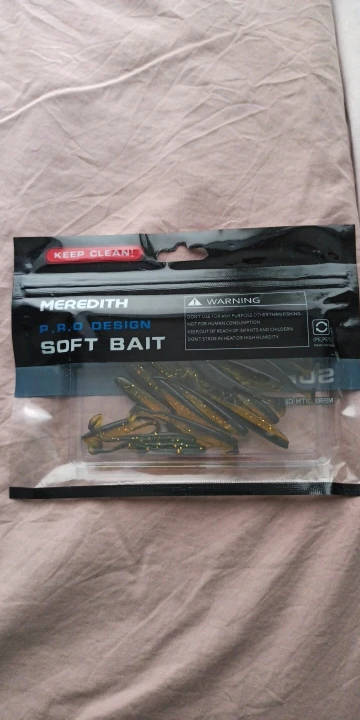 KEEP CLEAN!
MEREDITH
P.R.O DESIGN
SOFT BAIT
WARNING
DON'T USE FOR ANY PURPOSE OTHER THAN FISHING
NOT FOR HUMAN CONSUMPTION
KEEP OUT OF REACH OF INFANTS AND CHILDREN
DON'T STORE IN HEAT OR HIGH HUMIDITY